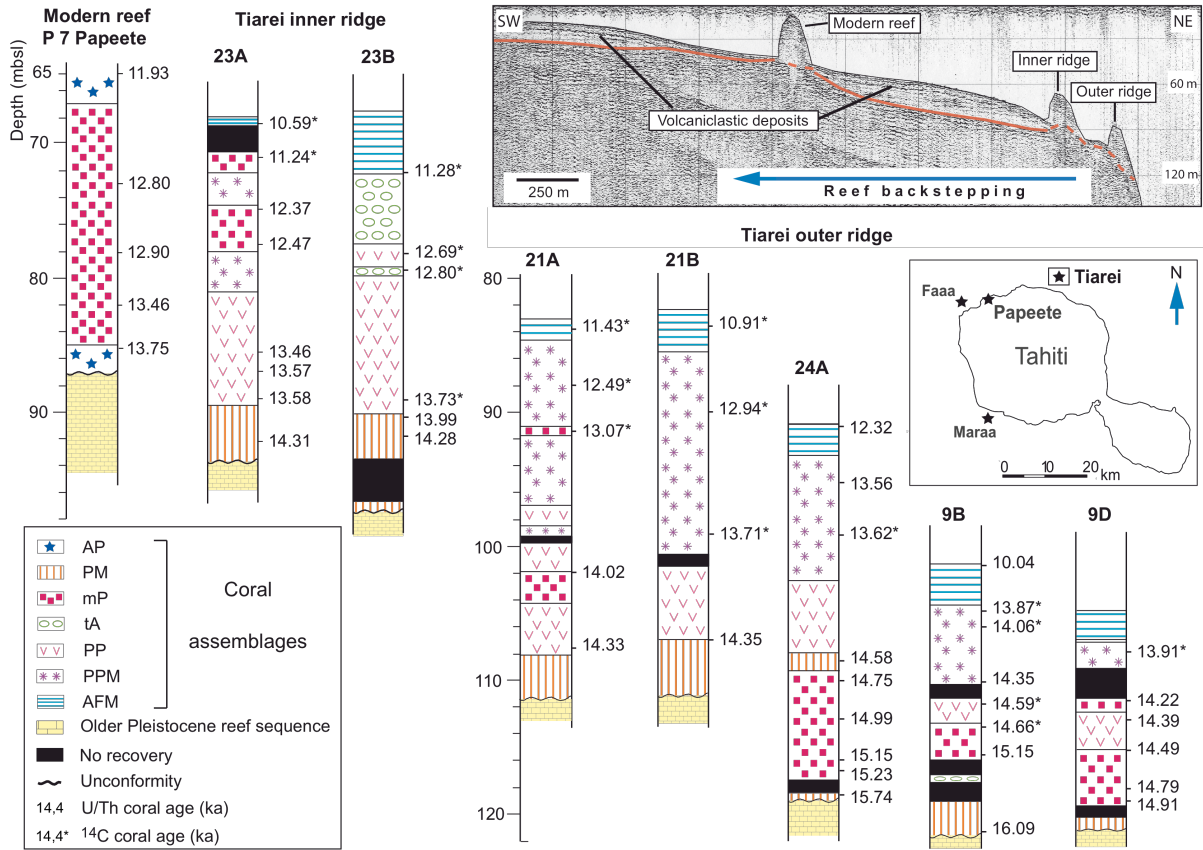 Modern reef
P 7 Papeete
Tiarei inner ridge
23A
23B
Depth (mbsl)
65
70
80
90
11.93
12.80
12.90
13.46
13.75
10.59*
11.24*
12.37
12.47
13.46
13.57
13.58
14.31
11.28*
12.69*
12.80*
13.73*
13.99
14.28
SW
NE
Modern reef
Inner ridge
Outer ridge
60 m
Volcaniclastic deposits
250 m
Reef backstepping
120 m
Tiarei outer ridge
21A
21B
24A
9B
9D
80
90
100
110
120
11.43*
12.49*
13.07*
14.02
14.33
10.91*
12.94*
13.71*
14.35
12.32
13.56
13.62*
14.58
14.75
14.99
15.15
15.23
15.74
10.04
13.87*
14.06*
14.35
14.59*
14.66*
15.15
16.09
13.91*
14.22
14.39
14.49
14.79
14.91
Tiarei
N
Faaa
Papeete
Tahiti
Maraa
0 10 20 km
AP
PM
mP
tA
PP
PPM
AFM
Coral
assemblages
Older Pleistocene reef sequence
No recovery
Unconformity
14,4 U/Th coral age (ka)
14,4* 14C coral age (ka)